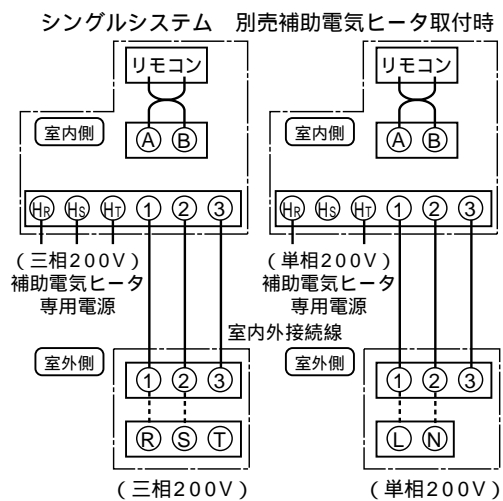 シングルシステム 別売補助電気ヒータ取付時
リモコン
室内側
A B
HR HS HT 1 2 3
(三相200V)
補助電気ヒータ
専用電源
リモコン
室内側
A B
HR HS HT 1 2 3
(単相200V)
補助電気ヒータ
専用電源
室内外接続線
室外側
1 2 3
R S T
(三相200V)
室外側
1 2 3
L N
(単相200V)